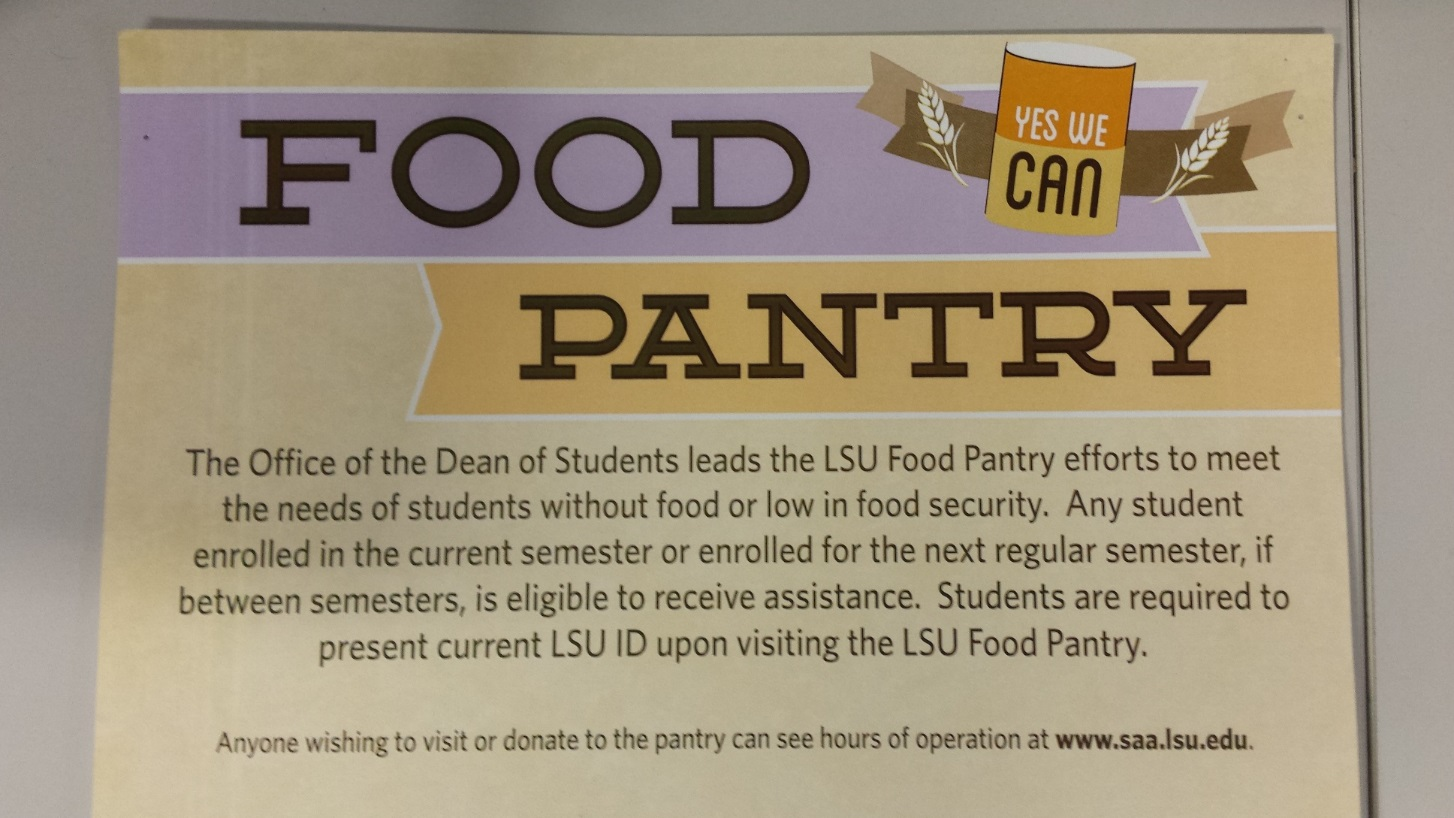 FOOD
YES WE
CAN
PANTRY
The Office of the Dean of Students leads the LSU Food Pantry efforts to meet
the needs of students without food or low in food security.  Any student
enrolled in the current semester or enrolled for the next regular semester, if
between semesters, is eligible to receive assistance.  Students are required to
present current LSU ID upon visiting the LSU Food Pantry.
Anyone wishing to visit or donate to the pantry can see hours of operation at www.saa.lsu.edu.